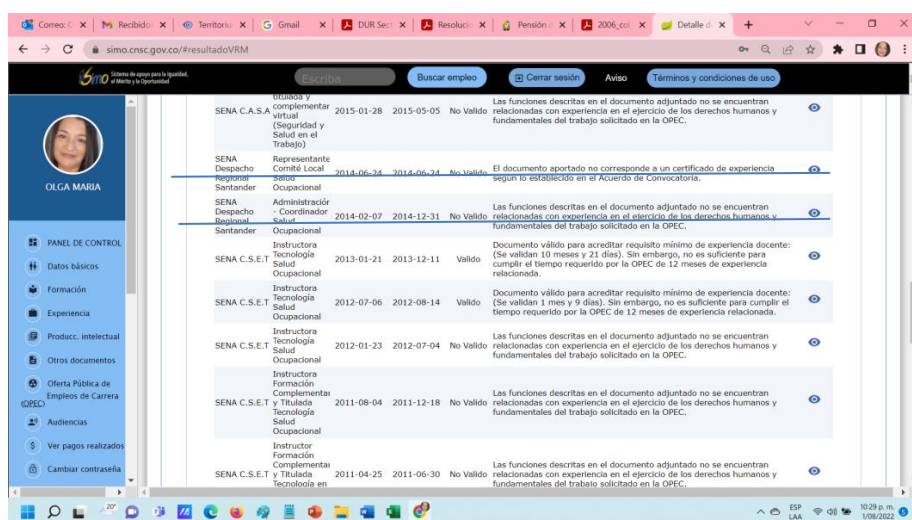 Correo: C
Recibido
Territoriu
Gmail
DUR Sect
Resolució
Pensión d
2006_col_
Detalle d
simo.cnsc.gov.co/#resultadoVRM
Simo Sistema de apoyo para la Igualdad, el Mérito y la Oportunidad
Escriba
Buscar empleo
Cerrar sesión
Aviso
Términos y condiciones de uso
OLGA MARIA
PANEL DE CONTROL
Datos básicos
Formación
Experiencia
Producc. intelectual
Otros documentos
Oferta Pública de
Empleos de Carrera
(OPEC)
Audiencias
Ver pagos realizados
Cambiar contraseña
SENA C.A.S.A titulada y complementar virtual (Seguridad y Salud en el Trabajo) 2015-01-28 2015-05-05 No Valido Las funciones descritas en el documento adjuntado no se encuentran relacionadas con experiencia en el ejercicio de los derechos humanos y fundamentales del trabajo solicitado en la OPEC.
SENA Despacho Regional Santander Representante Comité Local Salud Ocupacional 2014-06-24 2014-06-24 No Valido El documento aportado no corresponde a un certificado de experiencia según lo establecido en el Acuerdo de Convocatoria.
SENA Despacho Regional Santander Administración - Coordinador Salud Ocupacional 2014-02-07 2014-12-31 No Valido Las funciones descritas en el documento adjuntado no se encuentran relacionadas con experiencia en el ejercicio de los derechos humanos y fundamentales del trabajo solicitado en la OPEC.
SENA C.S.E.T Instructora Tecnología Salud Ocupacional 2013-01-21 2013-12-11 Valido Documento válido para acreditar requisito mínimo de experiencia docente: (Se validan 10 meses y 21 días). Sin embargo, no es suficiente para cumplir el tiempo requerido por la OPEC de 12 meses de experiencia relacionada.
SENA C.S.E.T Instructora Tecnología Salud Ocupacional 2012-07-06 2012-08-14 Valido Documento válido para acreditar requisito mínimo de experiencia docente: (Se validan 1 mes y 9 días). Sin embargo, no es suficiente para cumplir el tiempo requerido por la OPEC de 12 meses de experiencia relacionada.
SENA C.S.E.T Instructora Tecnología Salud Ocupacional 2012-01-23 2012-07-04 No Valido Las funciones descritas en el documento adjuntado no se encuentran relacionadas con experiencia en el ejercicio de los derechos humanos y fundamentales del trabajo solicitado en la OPEC.
SENA C.S.E.T Instructora Formación Complementar y Titulada Tecnología Salud Ocupacional 2011-08-04 2011-12-18 No Valido Las funciones descritas en el documento adjuntado no se encuentran relacionadas con experiencia en el ejercicio de los derechos humanos y fundamentales del trabajo solicitado en la OPEC.
SENA C.S.E.T Instructor Formación Complementar y Titulada Tecnología en 2011-04-25 2011-06-30 No Valido Las funciones descritas en el documento adjuntado no se encuentran relacionadas con experiencia en el ejercicio de los derechos humanos y fundamentales del trabajo solicitado en la OPEC.
20°
ESP
LAA
10:29 p. m.
1/08/2022